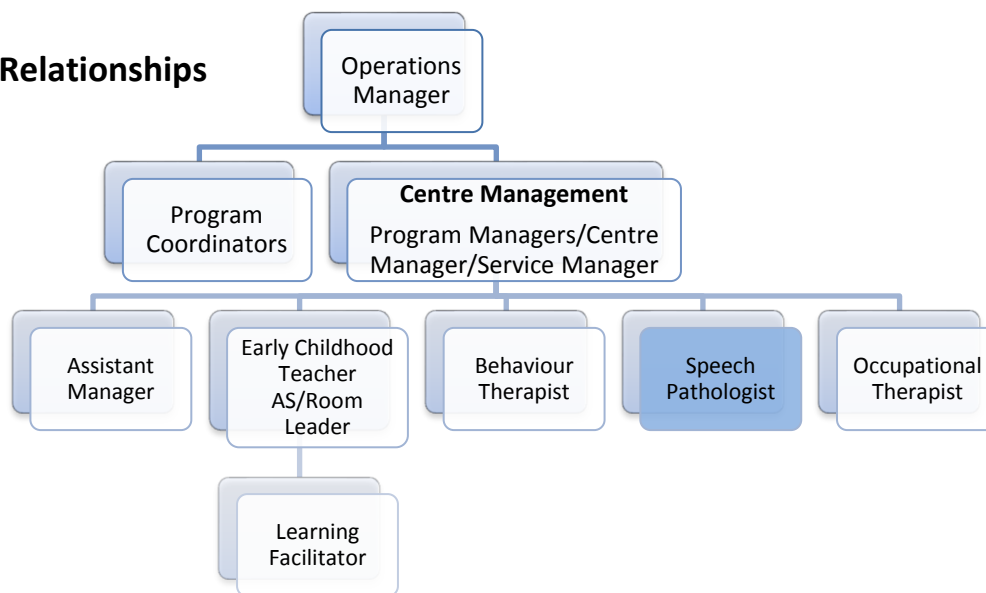 Relationships
Operations
Manager
Program
Coordinators
Centre Management
Program Managers/Centre
Manager/Service Manager
Assistant
Manager
Early Childhood
Teacher
AS/Room
Leader
Behaviour
Therapist
Speech
Pathologist
Occupational
Therapist
Learning
Facilitator